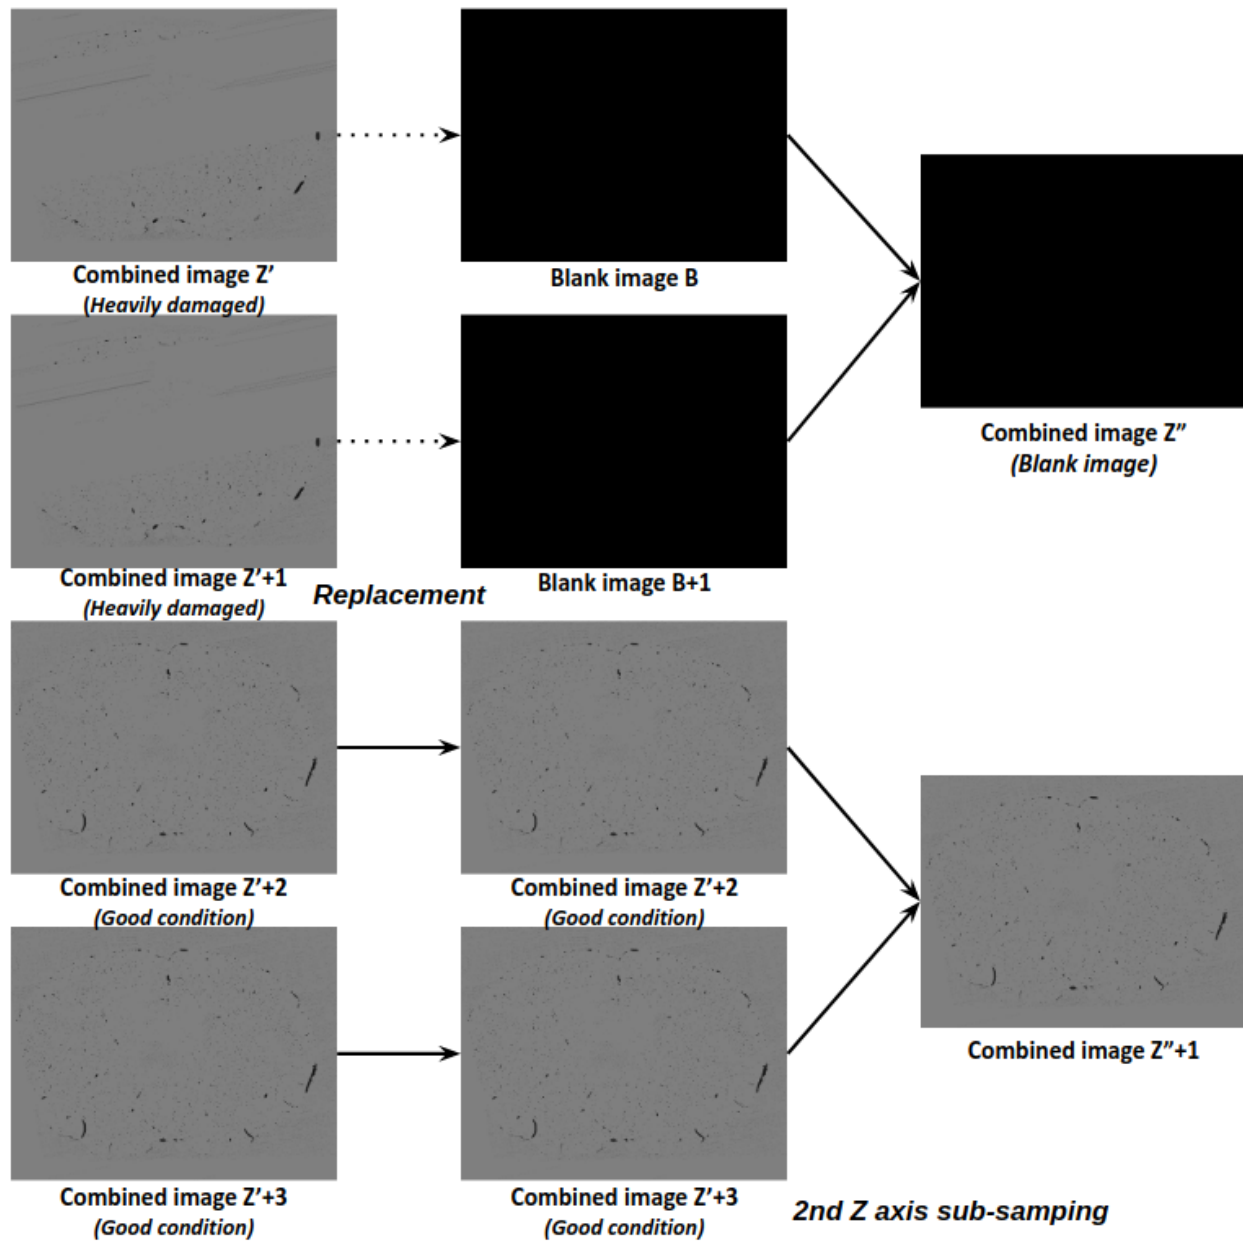 Combined image Z'
(Heavily damaged)
Blank image B
Combined image Z''
(Blank image)
Combined image Z'+1
(Heavily damaged)
Replacement
Blank image B+1
Combined image Z'+2
(Good condition)
Combined image Z'+2
(Good condition)
Combined image Z''+1
Combined image Z'+3
(Good condition)
Combined image Z'+3
(Good condition)
2nd Z axis sub-samping